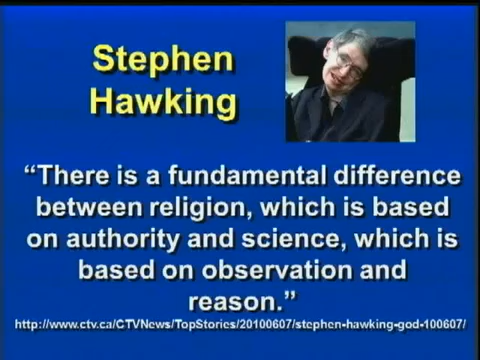 Stephen
Hawking
“There is a fundamental difference
between religion, which is based
on authority and science, which is
based on observation and
reason.”
http://www.ctv.ca/CTVNews/TopStories/20100607/stephen-hawking-god-100607/